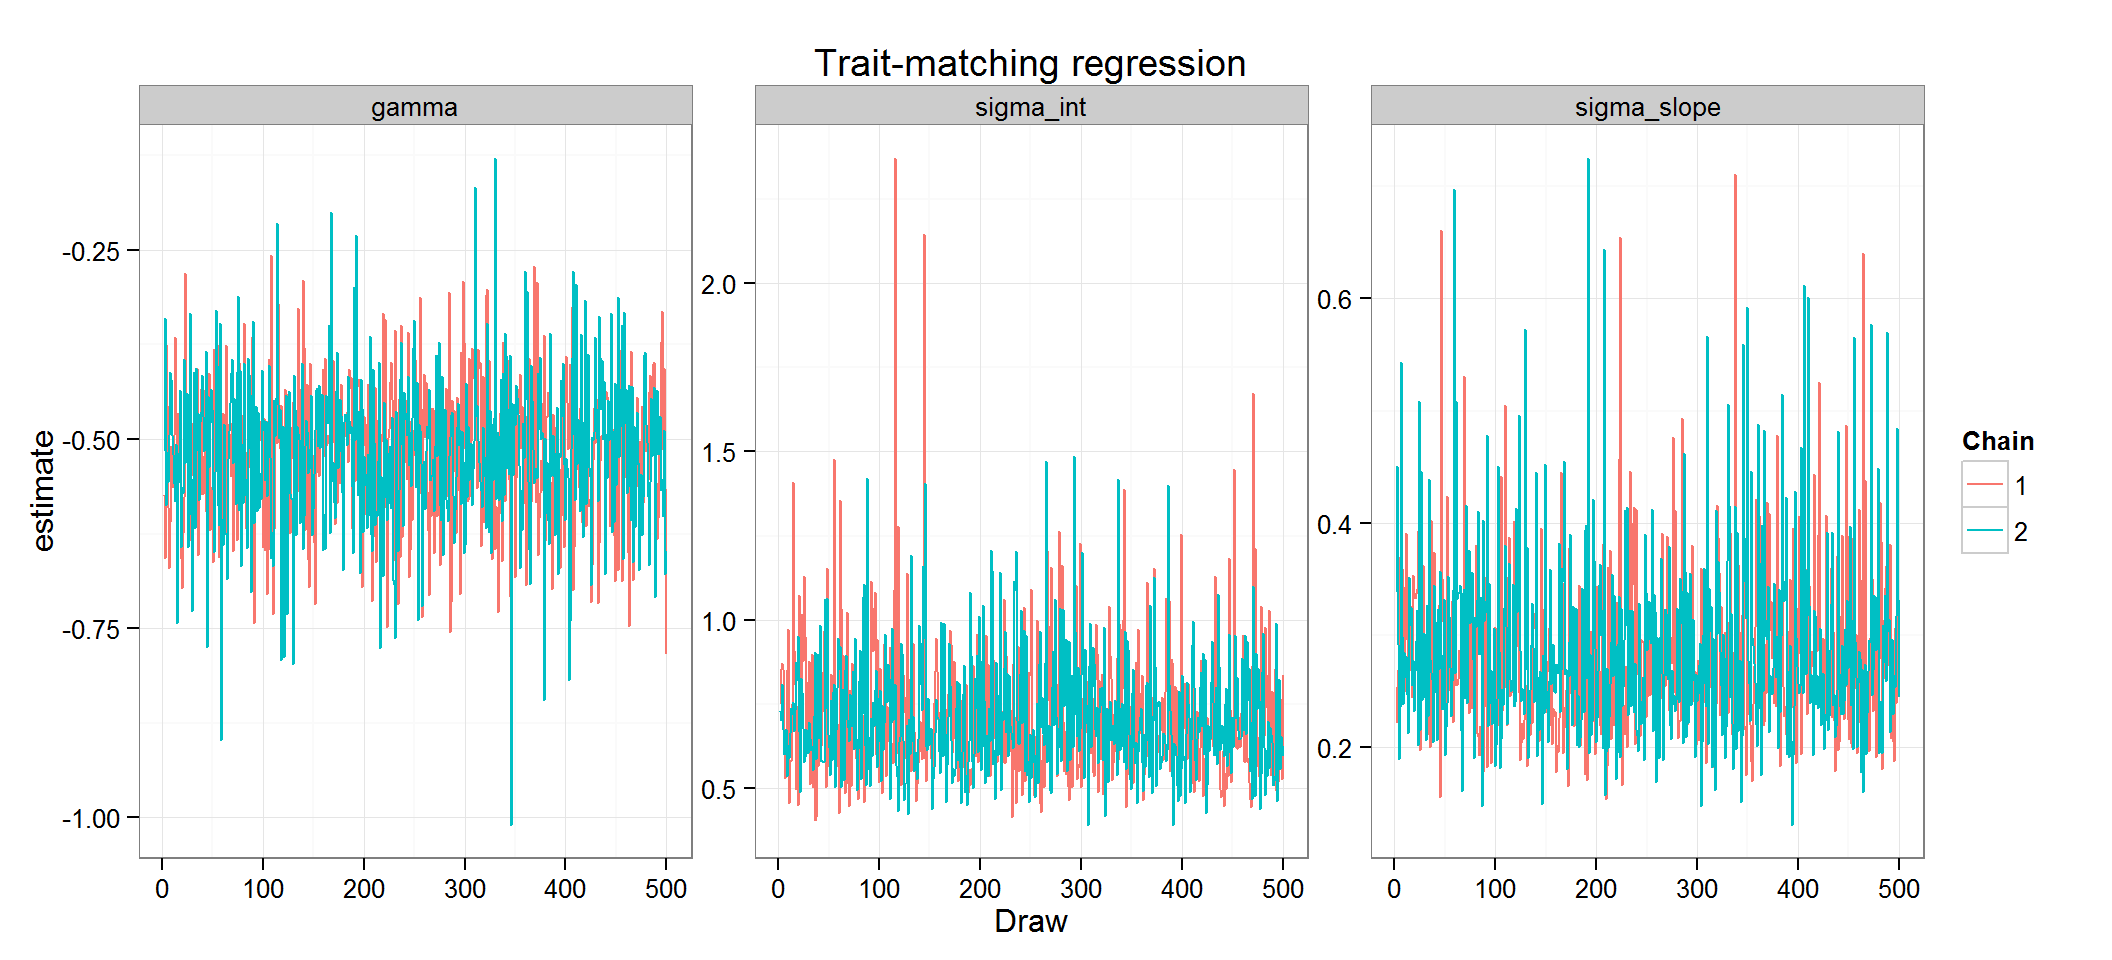 Trait-matching regression
gamma
sigma_int
sigma_slope
estimate
-0.25
-0.50
-0.75
-1.00
2.0
1.5
1.0
0.5
0.6
0.4
0.2
0 100 200 300 400 500
0 100 200 300 400 500
0 100 200 300 400 500
Draw
Chain
1
2